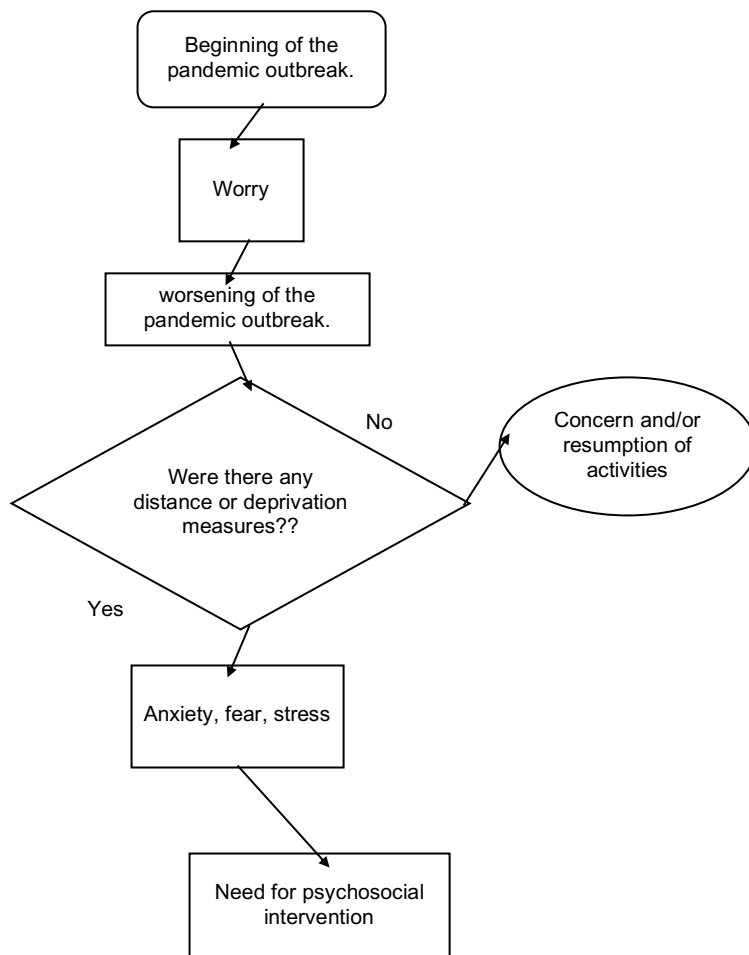 Beginning of the
pandemic outbreak.
Worry
worsening of the
pandemic outbreak.
No
Concern and/or
resumption of
activities
Were there any
distance or deprivation
measures??
Yes
Anxiety, fear, stress
Need for psychosocial
intervention